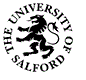 THE UNIVERSITY OF SALFORD